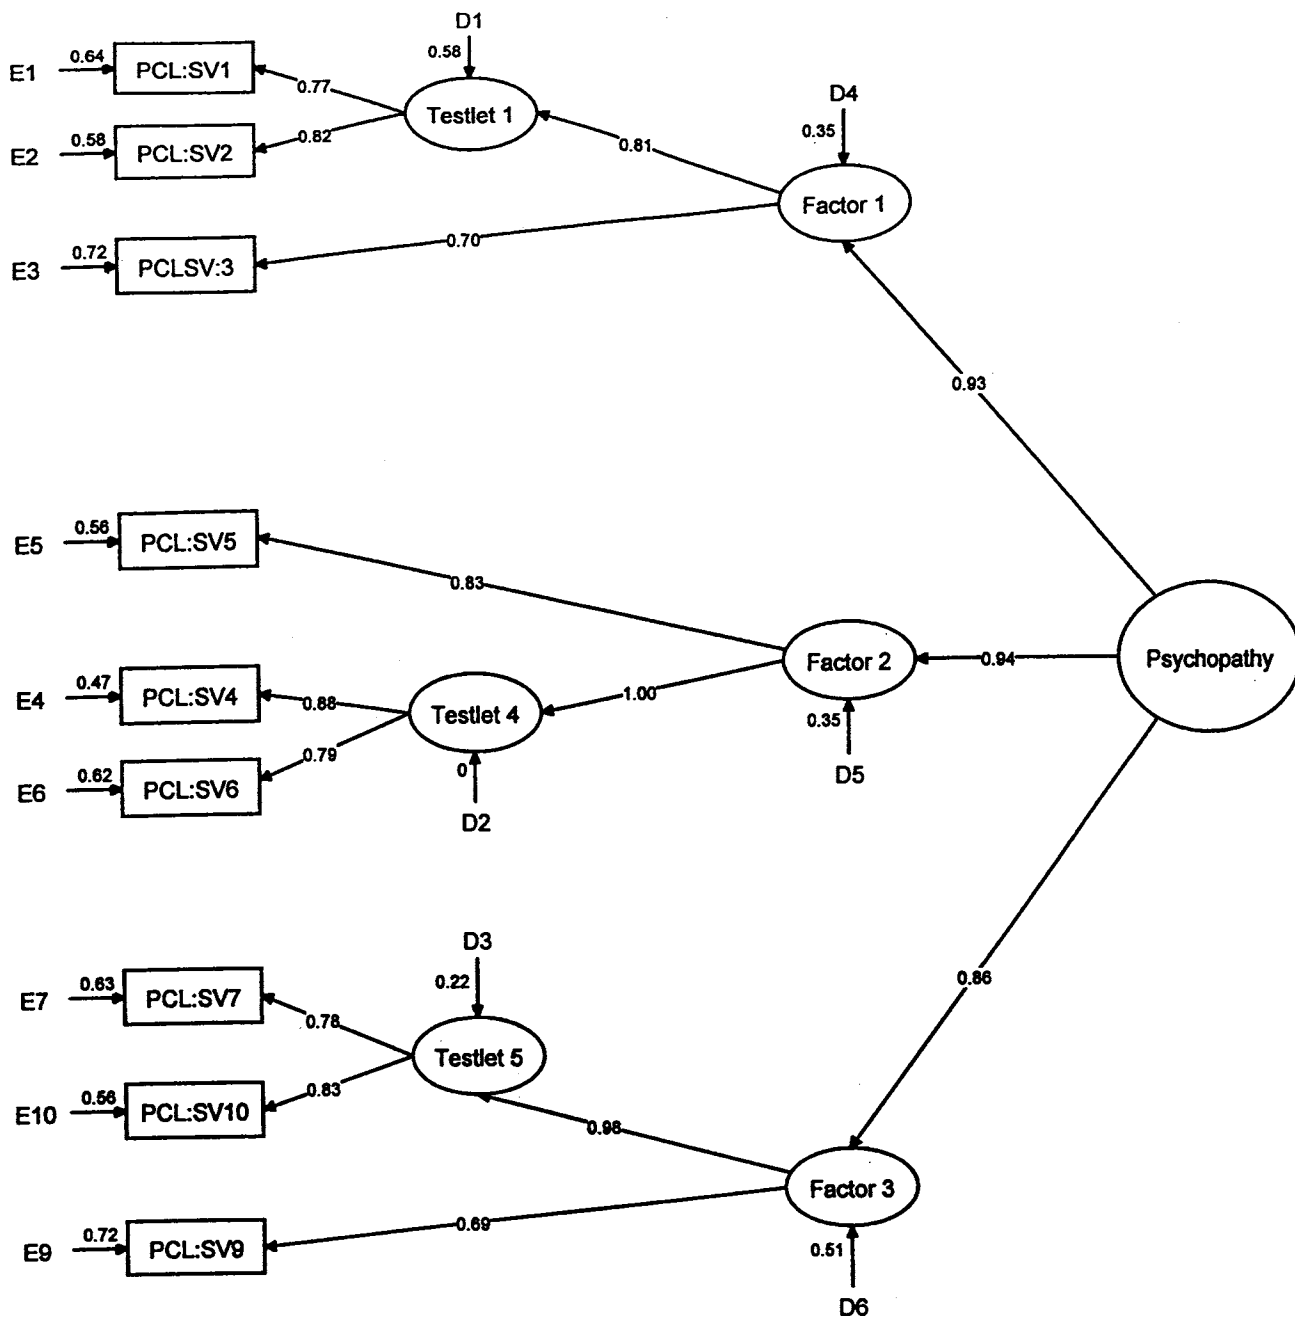 D1
0.64
0.58
E1
PCL:SV1
0.77
Testlet 1
D4
0.58
0.82
0.35
E2
PCL:SV2
0.81
Factor 1
0.72
0.70
E3
PCLSV:3
0.93
0.56
E5
PCL:SV5
0.83
Factor 2
0.94
Psychopathy
0.47
0.88
1.00
E4
PCL:SV4
Testlet 4
0.35
0.79
0.62
0
D5
E6
PCL:SV6
D2
D3
0.63
0.22
0.86
E7
PCL:SV7
0.78
Testlet 5
0.56
0.83
E10
PCL:SV10
0.98
Factor 3
0.72
0.69
0.51
E9
PCL:SV9
D6